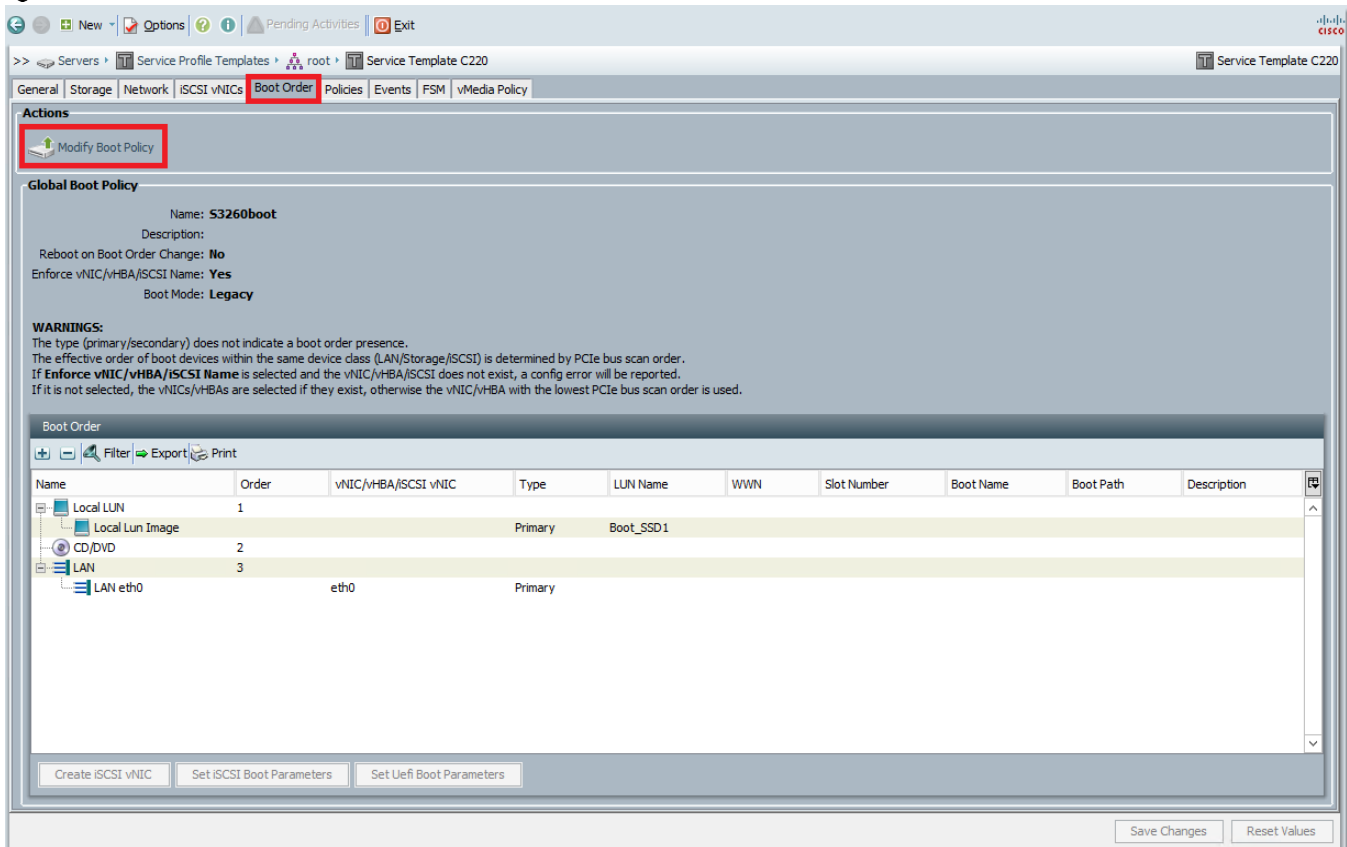 New Options Pending Activities Exit
cisco
>> Servers Service Profile Templates root Service Template C220 Service Template C220
General Storage Network iSCSI vNICs Boot Order Policies Events FSM vMedia Policy
Actions
Modify Boot Policy
Global Boot Policy
Name: S3260boot
Description:
Reboot on Boot Order Change: No
Enforce vNIC/vHBA/iSCSI Name: Yes
Boot Mode: Legacy
WARNINGS:
The type (primary/secondary) does not indicate a boot order presence.
The effective order of boot devices within the same device class (LAN/Storage/iSCSI) is determined by PCIe bus scan order.
If Enforce vNIC/vHBA/iSCSI Name is selected and the vNIC/vHBA/iSCSI does not exist, a config error will be reported.
If it is not selected, the vNICs/vHBAs are selected if they exist, otherwise the vNIC/vHBA with the lowest PCIe bus scan order is used.
Boot Order
Filter Export Print
Name Order vNIC/vHBA/iSCSI vNIC Type LUN Name WWN Slot Number Boot Name Boot Path Description
Local LUN 1
Local Lun Image Primary Boot_SSD1
CD/DVD 2
LAN 3
LAN eth0 eth0 Primary
Create iSCSI vNIC Set iSCSI Boot Parameters Set Uefi Boot Parameters
Save Changes Reset Values